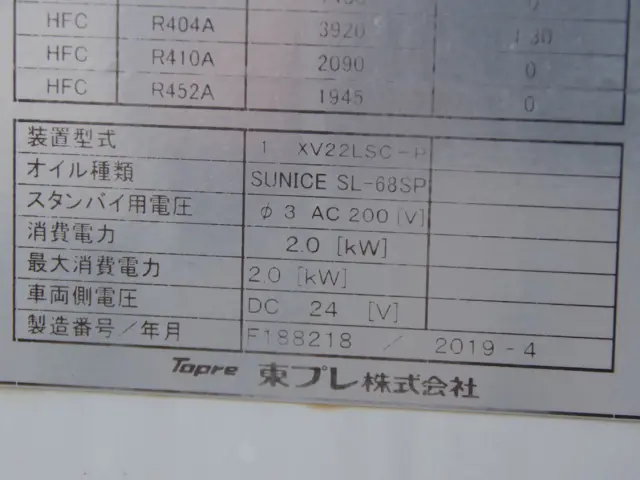 HFC R404A 3920 1.30
HFC R410A 2090 0
HFC R452A 1945 0
装置型式 1 XV22LSC-P
オイル種類 SUNICE SL-68SP
スタンバイ用電圧 φ3 AC 200 [V]
消費電力 2.0 [kW]
最大消費電力 2.0 [kW]
車両側電圧 DC 24 [V]
製造番号/年月 F188218 / 2019-4
Topre 東プレ株式会社